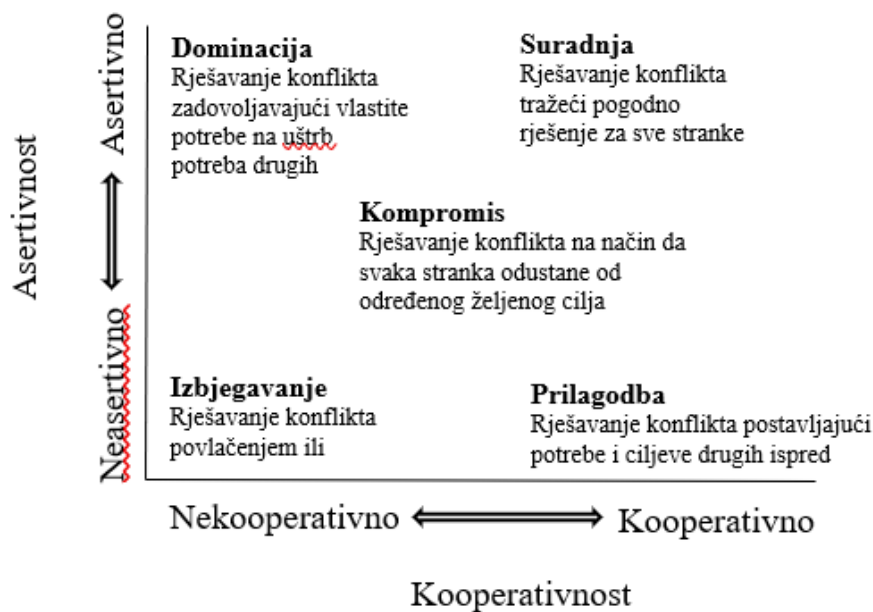 Asertivnost
Asertivno
Neasertivno
Dominacija
Rješavanje konflikta
zadovoljavajući vlastite
potrebe na uštrb
potreba drugih
Suradnja
Rješavanje konflikta
tražeći pogodno
rješenje za sve stranke
Kompromis
Rješavanje konflikta na način da
svaka stranka odustane od
određenog željenog cilja
Izbjegavanje
Rješavanje konflikta
povlačenjem ili
Prilagodba
Rješavanje konflikta postavljajući
potrebe i ciljeve drugih ispred
Nekooperativno
Kooperativno
Kooperativnost